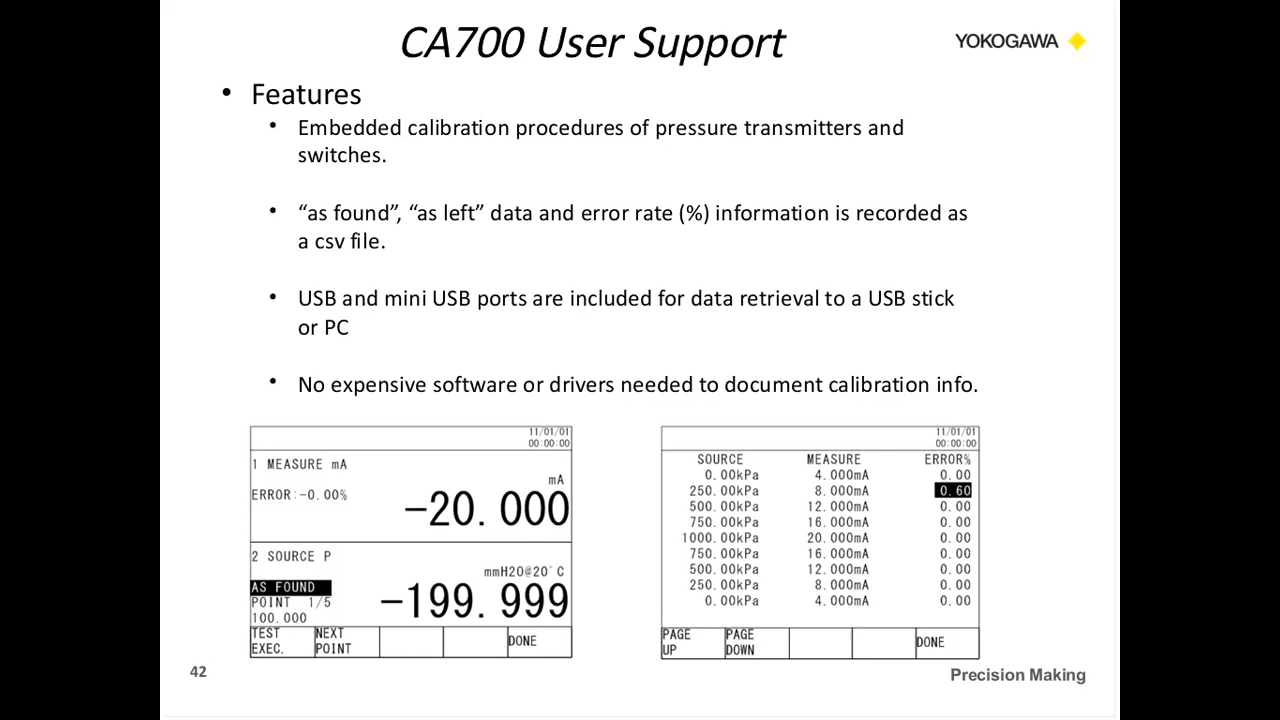 CA700 User Support
YOKOGAWA
• Features
• Embedded calibration procedures of pressure transmitters and
switches.
• “as found”, “as left” data and error rate (%) information is recorded as
a csv file.
• USB and mini USB ports are included for data retrieval to a USB stick
or PC
• No expensive software or drivers needed to document calibration info.
11/01/01
00:00:00
1 MEASURE mA
mA
ERROR:-0.00%
-20.000
2 SOURCE P
mmH2O@20°C
AS FOUND
POINT 1/5
-199.999
100.000
TEST EXEC. NEXT POINT DONE
11/01/01
00:00:00
SOURCE MEASURE ERROR%
0.00kPa 4.000mA 0.00
250.00kPa 8.000mA 0.60
500.00kPa 12.000mA 0.00
750.00kPa 16.000mA 0.00
1000.00kPa 20.000mA 0.00
750.00kPa 16.000mA 0.00
500.00kPa 12.000mA 0.00
250.00kPa 8.000mA 0.00
0.00kPa 4.000mA 0.00
PAGE UP PAGE DOWN DONE
42
Precision Making